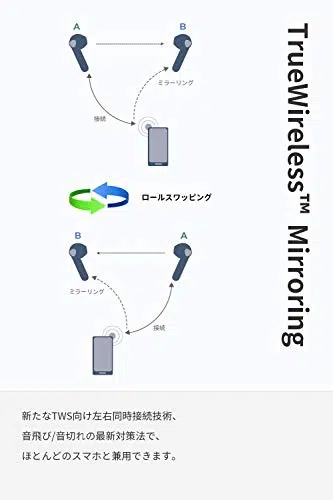 TrueWireless™ Mirroring
A
B
ミラーリング
接続
ロールスワッピング
B
A
ミラーリング
接続
新たなTWS向け左右同時接続技術、
音飛び/音切れの最新対策法で、
ほとんどのスマホと兼用できます。